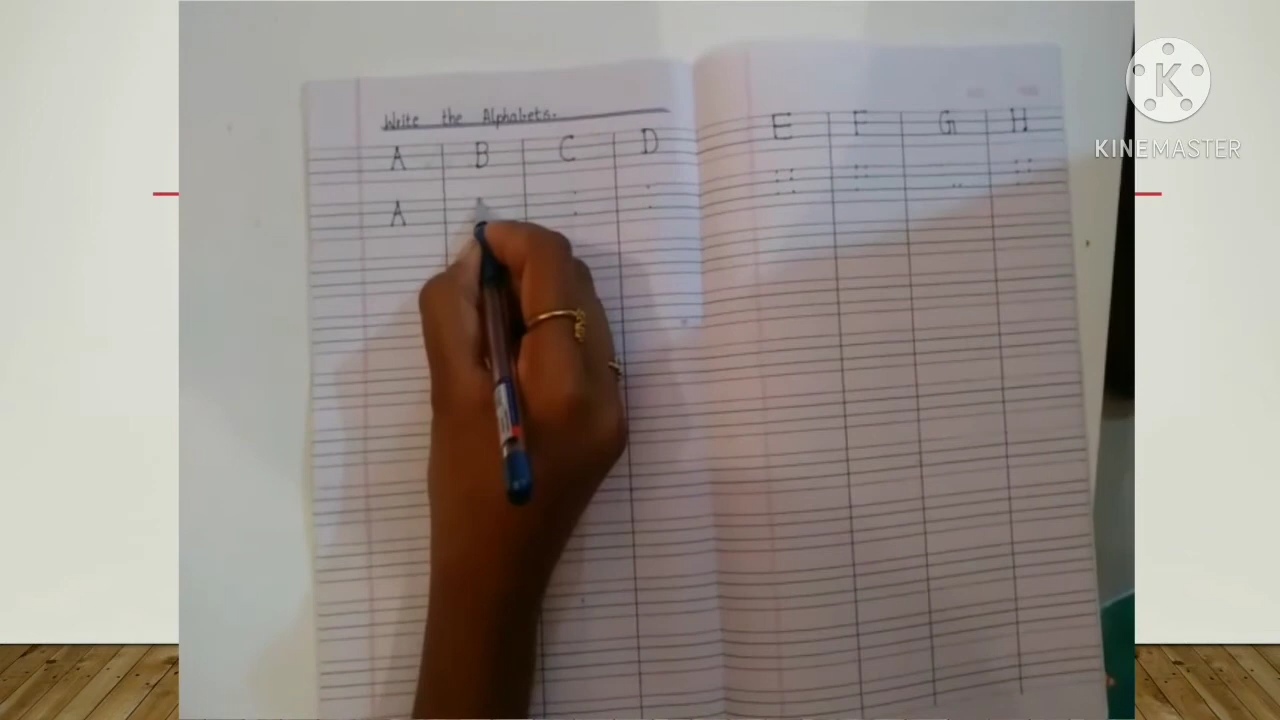 Write the Alphabets.
A B C D E F G H
A
K
KINEMASTER